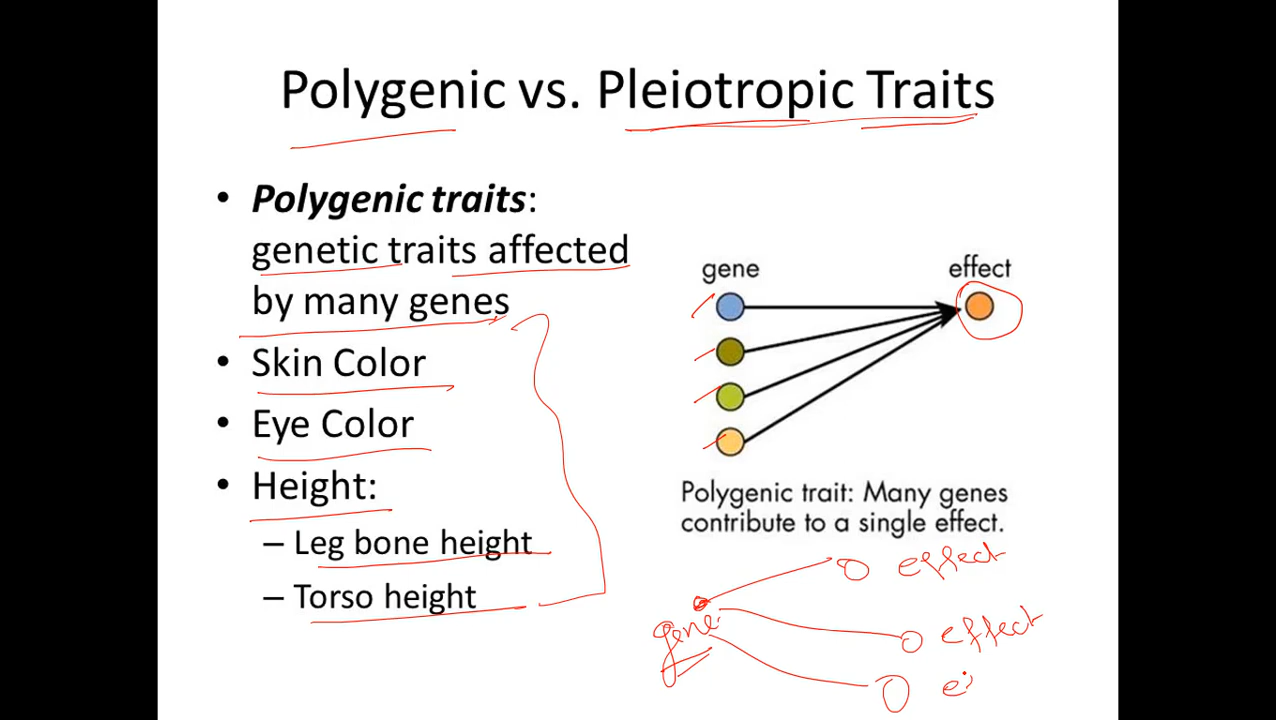 Polygenic vs. Pleiotropic Traits
• Polygenic traits:
genetic traits affected
by many genes
• Skin Color
• Eye Color
• Height:
– Leg bone height
– Torso height
gene
effect
Polygenic trait: Many genes
contribute to a single effect.
gene
effect
effect